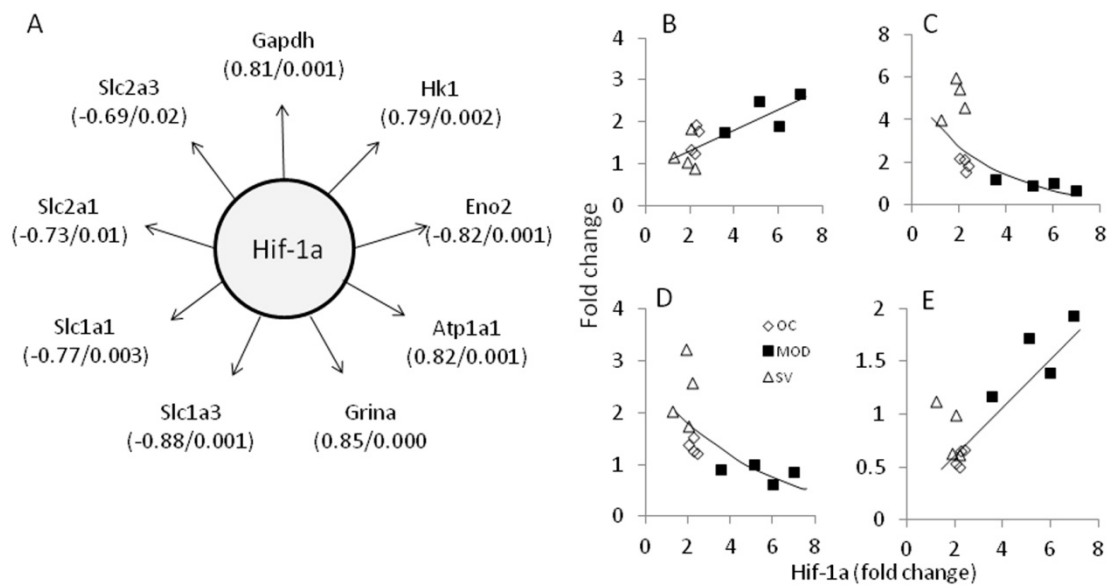 A
Gapdh
(0.81/0.001)
Slc2a3
(-0.69/0.02)
Hk1
(0.79/0.002)
Slc2a1
(-0.73/0.01)
Eno2
(-0.82/0.001)
Hif-1a
Slc1a1
(-0.77/0.003)
Atp1a1
(0.82/0.001)
Slc1a3
(-0.88/0.001)
Grina
(0.85/0.000
Fold change
B
4
3
2
1
0
0 2 4 6 8
C
8
6
4
2
0
0 2 4 6 8
D
4
3
2
1
0
0 2 4 6 8
OC
MOD
SV
E
2
1.5
1
0.5
0
0 2 4 6 8
Hif-1a (fold change)